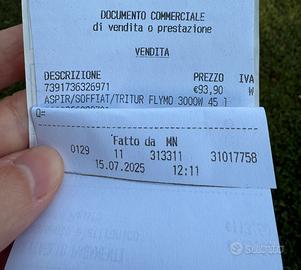 DOCUMENTO COMMERCIALE
di vendita o prestazione
VENDITA
DESCRIZIONE PREZZO IVA
7391736326971 €93,90 W
ASPIR/SOFFIAT/TRITUR FLYMO 3000W 45 l
Q=
Fatto da MN
0129 11 313311 31017758
15.07.2025 12:11
subito